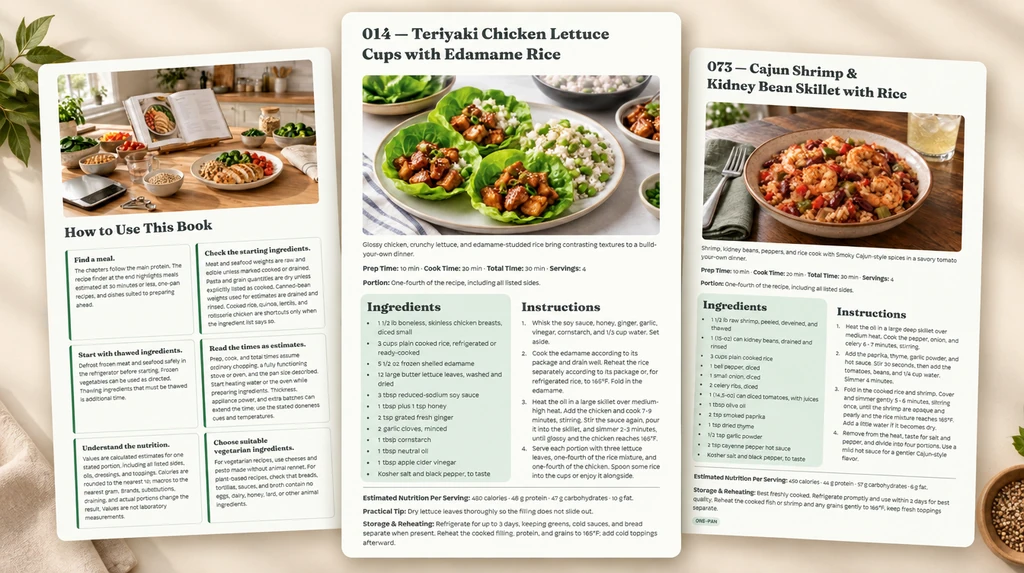 How to Use This Book
Find a meal.
The chapters follow the main protein. The
recipe finder at the end highlights meals
estimated at 30 minutes or less, one-pan
recipes, and dishes suited to preparing
ahead.
Check the starting ingredients.
Meat and seafood weights are raw and
edible unless marked cooked or drained.
Pasta and grain quantities are dry unless
explicitly listed as cooked. Canned-bean
weights used for estimates are drained and
rinsed. Cooked rice, quinoa, lentils, and
rotisserie chicken are shortcuts only when
the ingredient list says so.
Start with thawed ingredients.
Defrost frozen meat and seafood safely in
the refrigerator before starting. Frozen
vegetables can be used as directed.
Thawing ingredients that must be thawed
is additional time.
Read the times as estimates.
Prep, cook, and total times assume
ordinary chopping, a fully functioning
stove or oven, and the pan size described.
Start heating water or the oven while
preparing ingredients. Thickness,
appliance power, and extra batches can
extend the time; use the stated doneness
cues and temperatures.
Understand the nutrition.
Values are calculated estimates for one
stated portion, including all listed sides,
oils, dressings, and toppings. Calories are
rounded to the nearest 10; macros to the
nearest gram. Brands, substitutions,
draining, and actual portions change the
result. Values are not laboratory
measurements.
Choose suitable
vegetarian ingredients.
For vegetarian recipes, use cheeses and
pesto made without animal rennet. For
plant-based recipes, check that breads,
tortillas, sauces, and broth contain no
eggs, dairy, honey, lard, or other animal
ingredients.
014 — Teriyaki Chicken Lettuce
Cups with Edamame Rice
Glossy chicken, crunchy lettuce, and edamame-studded rice bring contrasting textures to a build-
your-own dinner.
Prep Time: 10 min · Cook Time: 20 min · Total Time: 30 min · Servings: 4
Portion: One-fourth of the recipe, including all listed sides.
Ingredients
• 1 1/2 lb boneless, skinless chicken breasts,
diced small
• 3 cups plain cooked rice, refrigerated or
ready-cooked
• 5 1/2 oz frozen shelled edamame
• 12 large butter lettuce leaves, washed and
dried
• 3 tbsp reduced-sodium soy sauce
• 1 tbsp plus 1 tsp honey
• 2 tsp grated fresh ginger
• 2 garlic cloves, minced
• 1 tbsp cornstarch
• 1 tbsp neutral oil
• 1 tbsp apple cider vinegar
• Kosher salt and black pepper, to taste
Instructions
1. Whisk the soy sauce, honey, ginger, garlic,
vinegar, cornstarch, and 1/3 cup water. Set
aside.
2. Cook the edamame according to its
package and drain well. Reheat the rice
separately according to its package or, for
refrigerated rice, to 165°F. Fold in the
edamame.
3. Heat the oil in a large skillet over medium-
high heat. Add the chicken and cook 7-9
minutes, stirring. Stir the sauce again, pour
it into the skillet, and simmer 2-3 minutes,
until glossy and the chicken reaches 165°F.
4. Serve each portion with three lettuce
leaves, one-fourth of the rice mixture, and
one-fourth of the chicken. Spoon some rice
into the cups or enjoy it alongside.
Estimated Nutrition Per Serving: 480 calories · 46 g protein · 47 g carbohydrates · 10 g fat.
Practical Tip: Dry lettuce leaves thoroughly so the filling does not slide out.
Storage & Reheating: Refrigerate for up to 3 days, keeping greens, cold sauces, and bread
separate when present. Reheat the cooked filling, protein, and grains to 165°F; add cold toppings
afterward.
073 — Cajun Shrimp &
Kidney Bean Skillet with Rice
Shrimp, kidney beans, peppers, and rice cook with Smoky Cajun-style spices in a savory tomato
your-own dinner.
Prep Time: 10 min · Cook Time: 20 min · Total Time: 30 min · Servings: 4
Portion: One-fourth of the recipe, including all listed sides.
Ingredients
• 1 1/2 lb raw shrimp, peeled, deveined, and
thawed
• 1 (15-oz) can kidney beans, drained and
rinsed
• 3 cups plain cooked rice
• 1 bell pepper, diced
• 1 small onion, diced
• 2 celery ribs, diced
• 1 (14.5-oz) can diced tomatoes, with juices
• 1 tbsp olive oil
• 2 tsp smoked paprika
• 1 tsp dried thyme
• 1/2 tsp garlic powder
• tsp cayenne pepper hot sauce
• Kosher salt and black pepper, to taste
Instructions
1. Heat the oil in a large deep skillet over
medium heat. Cook the pepper, onion, and
celery 6-7 minutes, stirring.
2. Add the paprika, thyme, garlic powder, and
hot sauce. Stir 30 seconds, then add the
tomatoes, beans, and 1/4 cup water.
Simmer 4 minutes.
3. Fold in the cooked rice and shrimp. Cover
and simmer gently 5-6 minutes, stirring
once, until the shrimp are opaque and
pearly and the rice reaches 165°F. Add a
little water if it becomes dry.
4. Remove from the heat, taste for salt and
pepper, and divide into four portions. Use a
mild hot sauce for a gentler Cajun-style
flavor.
Estimated Nutrition Per Serving: 450 calories · 44 g protein · 57 g carbohydrates · 6 g fat.
Storage & Reheating: Best freshly cooked. Refrigerate promptly and use within 2 days for best
quality. Reheat the cooked fish or shrimp and any grains gently to 165°F, keep fresh toppings
separate.
ONE-PAN